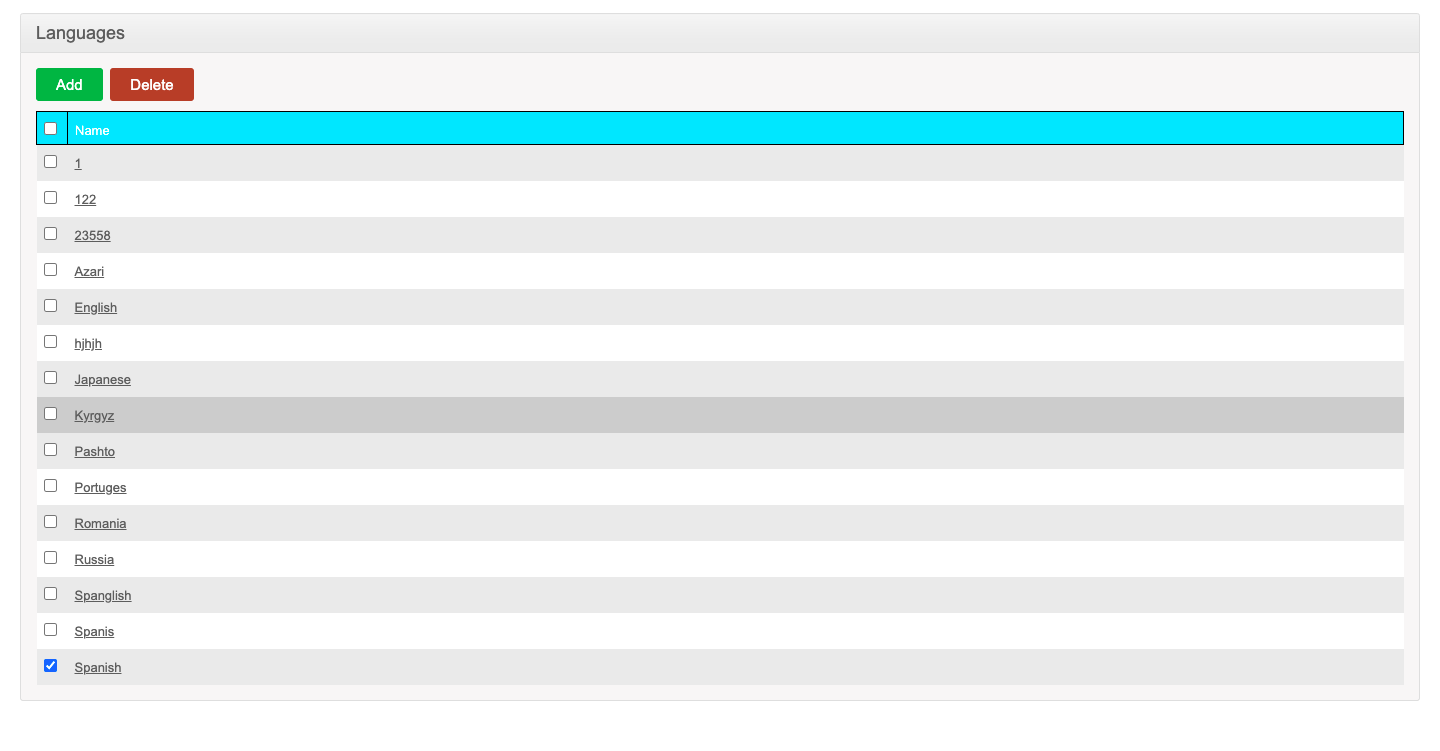 Languages
Add Delete
Name
1
122
23558
Azari
English
hjhjh
Japanese
Kyrgyz
Pashto
Portuges
Romania
Russia
Spanglish
Spanis
Spanish